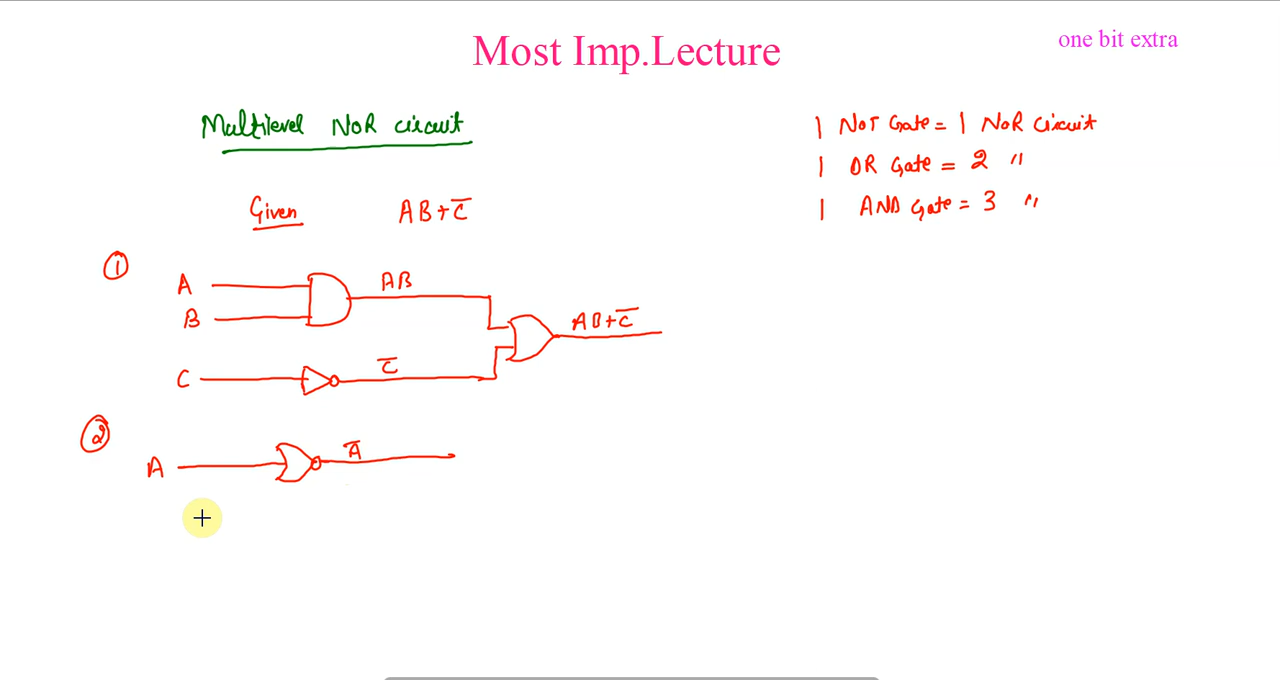 Most Imp.Lecture
one bit extra
Multilevel NOR circuit
1 NOT Gate = 1 NOR Circuit
1 OR Gate = 2 "
1 AND Gate = 3 "
Given AB+C̅
①
A
B
AB
C
C̅
AB+C̅
②
A
A̅